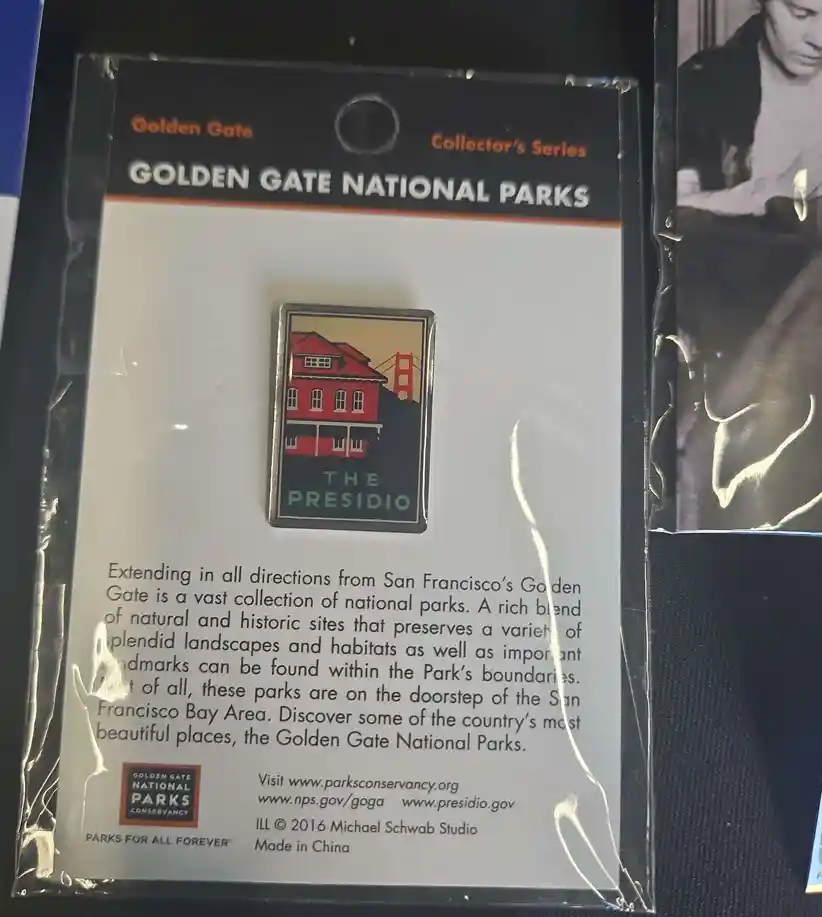 Golden Gate
Collector's Series
GOLDEN GATE NATIONAL PARKS
THE
PRESIDIO
Extending in all directions from San Francisco's Golden
Gate is a vast collection of national parks. A rich blend
of natural and historic sites that preserves a variety of
splendid landscapes and habitats as well as important
landmarks can be found within the Park's boundaries.
of all, these parks are on the doorstep of the San
Francisco Bay Area. Discover some of the country's most
beautiful places, the Golden Gate National Parks.
GOLDEN GATE
NATIONAL
PARKS
CONSERVANCY
PARKS FOR ALL FOREVER
Visit www.parksconservancy.org
www.nps.gov/goga www.presidio.gov
ILL © 2016 Michael Schwab Studio
Made in China